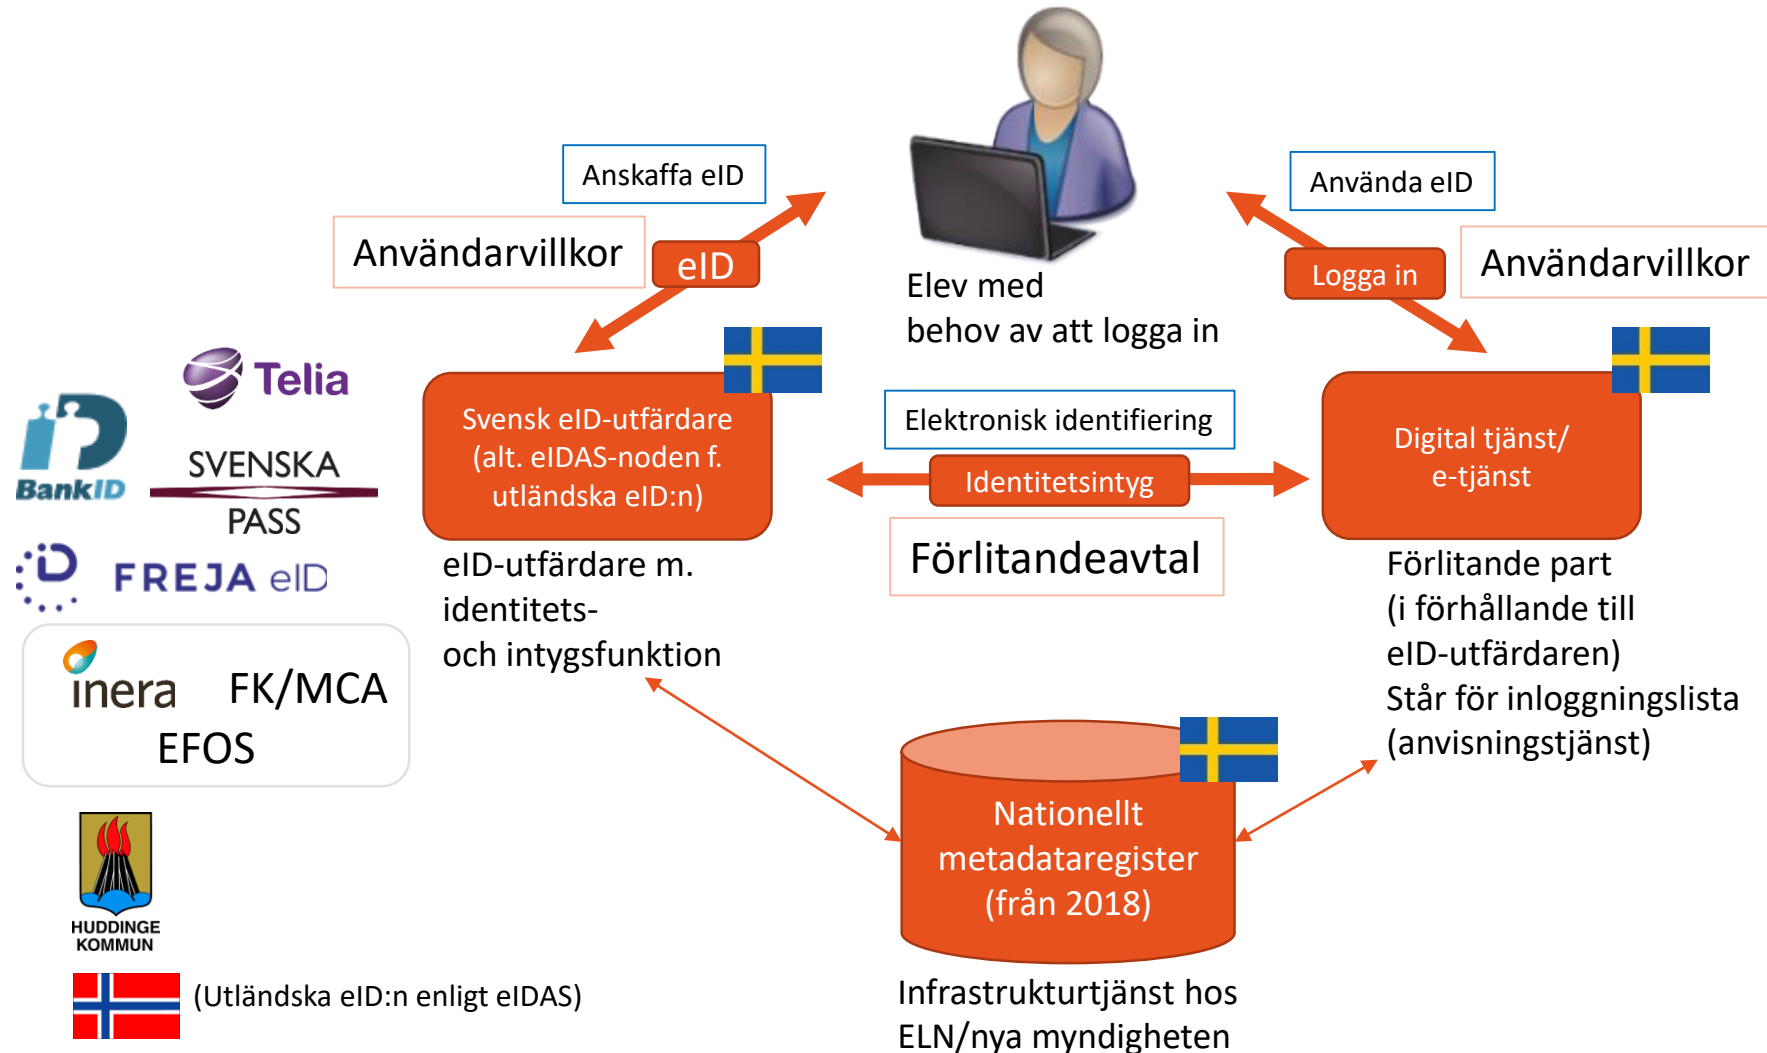 Anskaffa eID
Användarvillkor
eID
Elev med
behov av att logga in
Använda eID
Logga in
Användarvillkor
Telia
BankID
SVENSKA
PASS
FREJA eID
inera
FK/MCA
EFOS
HUDDINGE
KOMMUN
(Utländska eID:n enligt eIDAS)
Svensk eID-utfärdare
(alt. eIDAS-noden f.
utländska eID:n)
eID-utfärdare m.
identitets-
och intygsfunktion
Elektronisk identifiering
Identitetsintyg
Förlitandeavtal
Digital tjänst/
e-tjänst
Förlitande part
(i förhållande till
eID-utfärdaren)
Står för inloggningslista
(anvisningstjänst)
Nationellt
metadataregister
(från 2018)
Infrastrukturtjänst hos
ELN/nya myndigheten